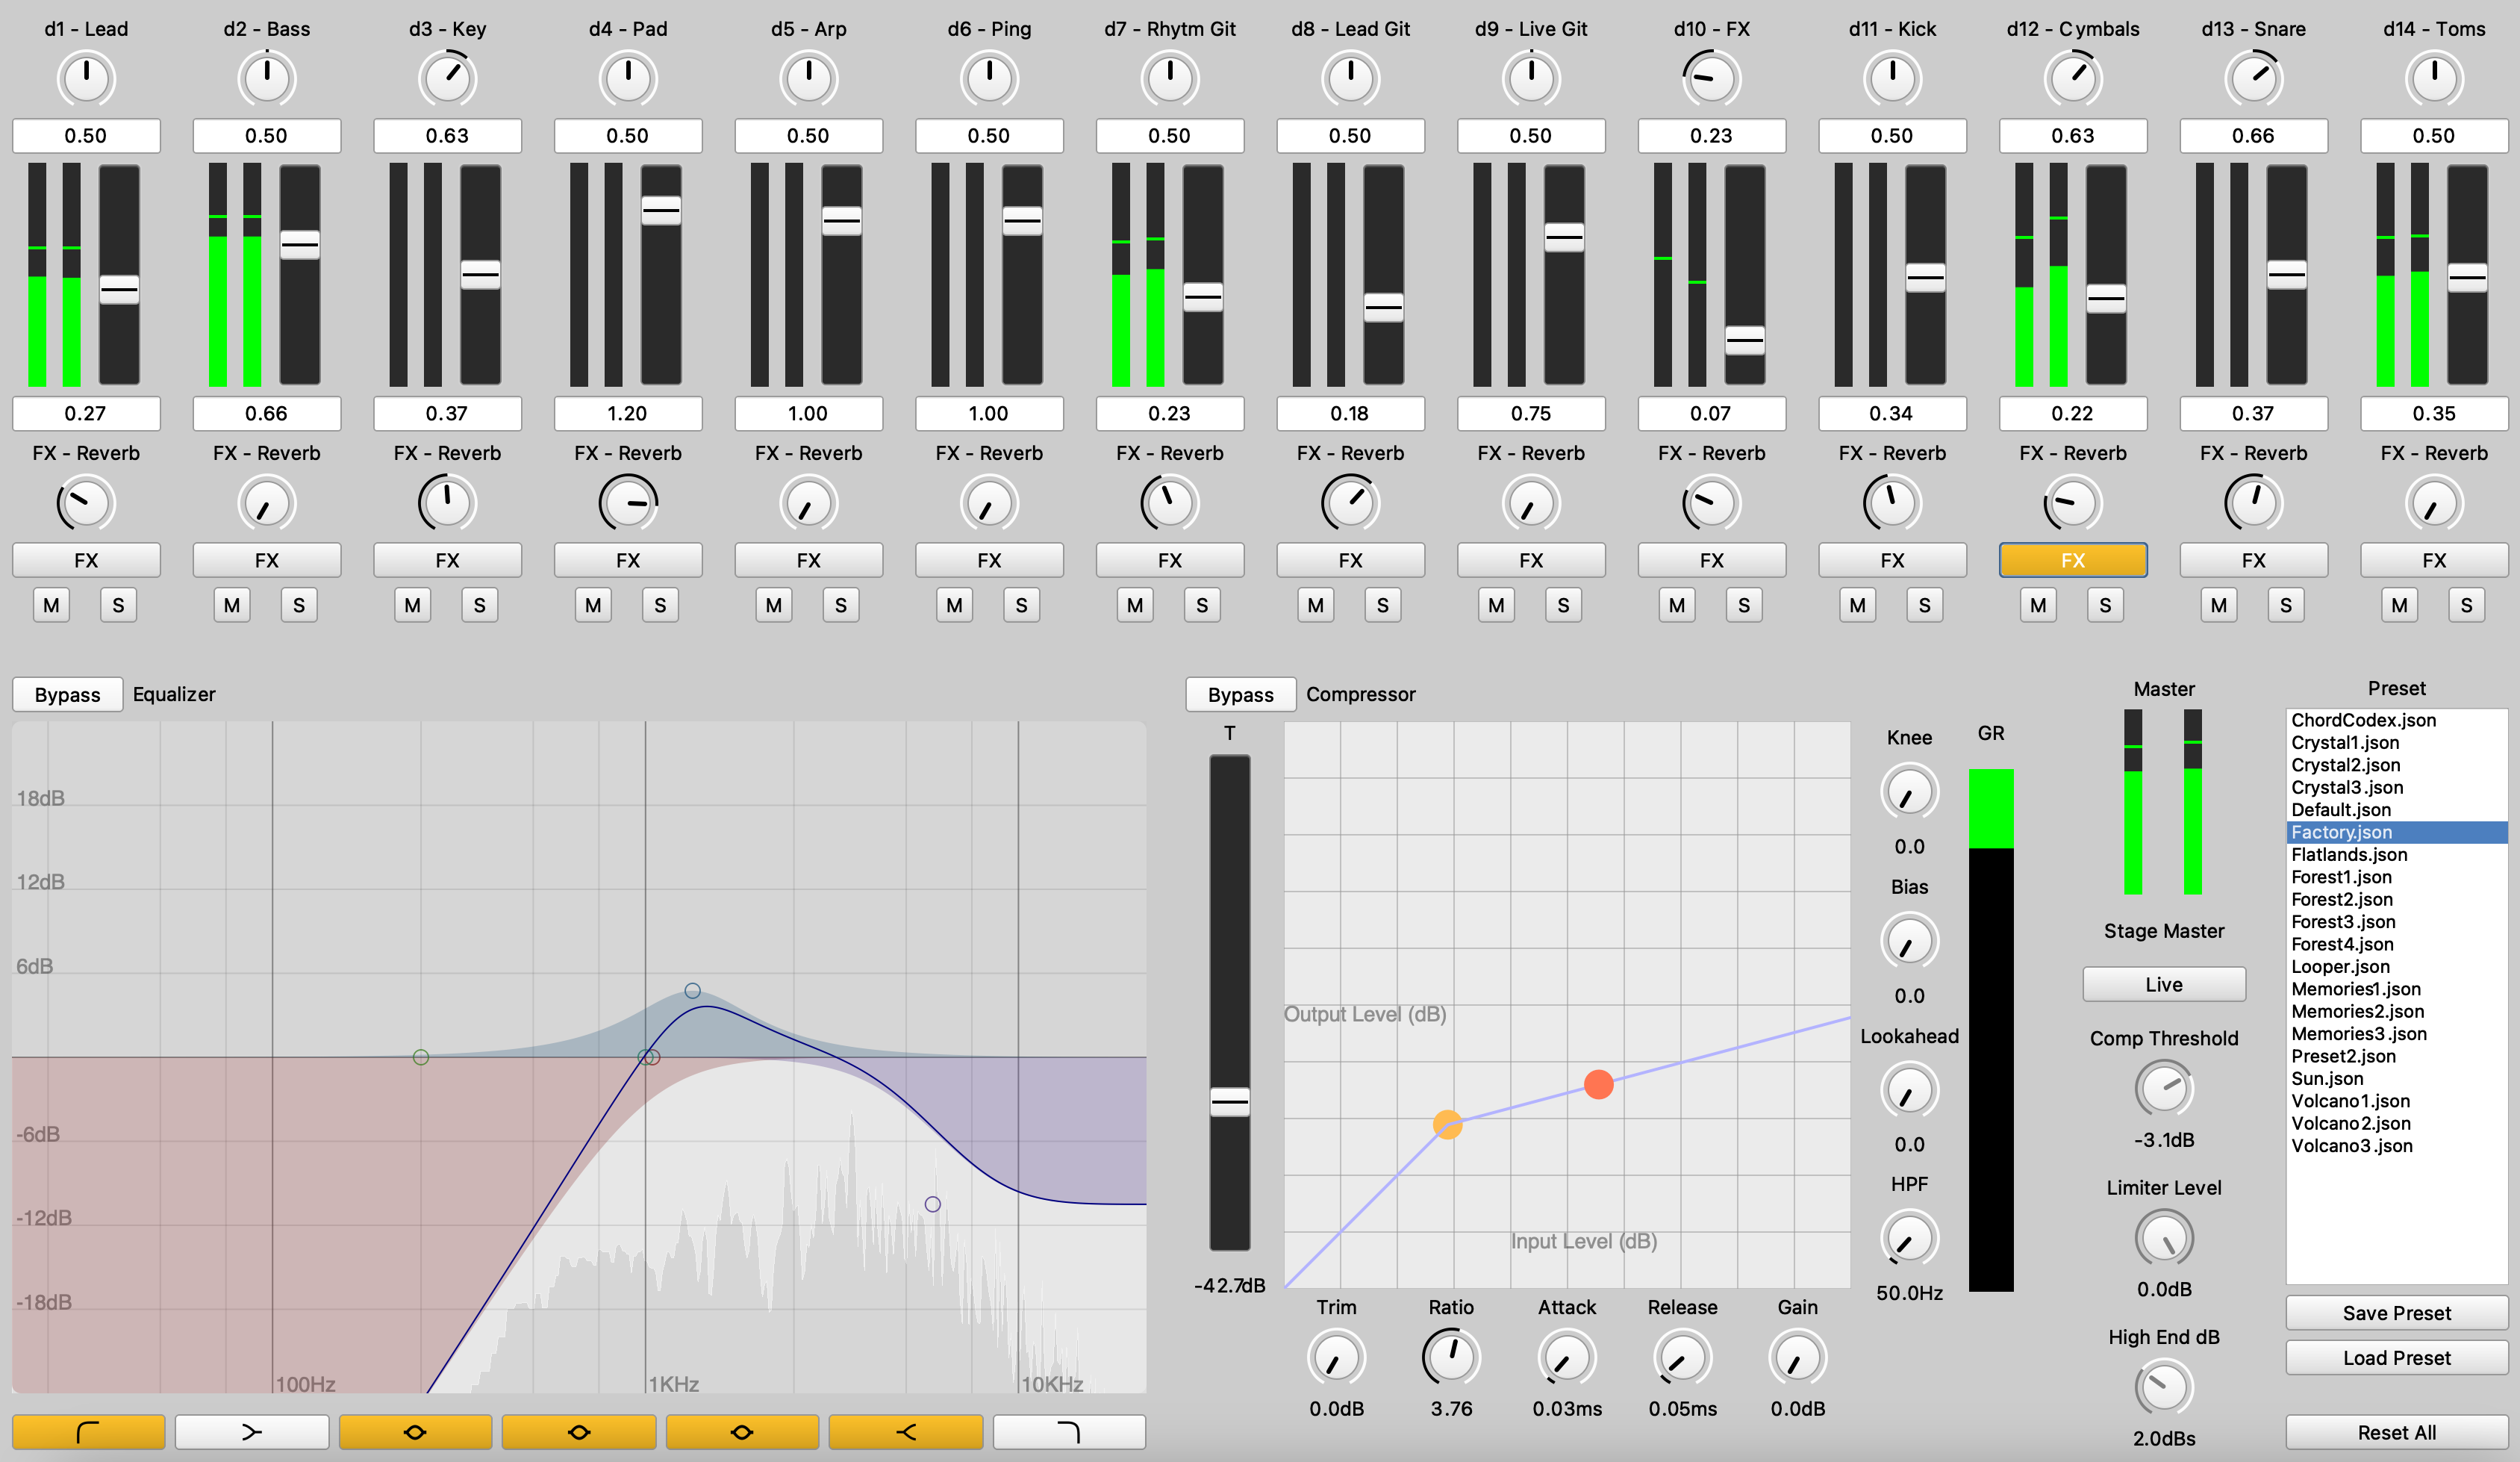 d1 - Lead d2 - Bass d3 - Key d4 - Pad d5 - Arp d6 - Ping d7 - Rhytm Git d8 - Lead Git d9 - Live Git d10 - FX d11 - Kick d12 - Cymbals d13 - Snare d14 - Toms
0.50 0.50 0.63 0.50 0.50 0.50 0.50 0.50 0.50 0.23 0.50 0.63 0.66 0.50
0.27 0.66 0.37 1.20 1.00 1.00 0.23 0.18 0.75 0.07 0.34 0.22 0.37 0.35
FX - Reverb FX - Reverb FX - Reverb FX - Reverb FX - Reverb FX - Reverb FX - Reverb FX - Reverb FX - Reverb FX - Reverb FX - Reverb FX - Reverb FX - Reverb FX - Reverb
FX FX FX FX FX FX FX FX FX FX FX FX FX FX
M S M S M S M S M S M S M S M S M S M S M S M S M S M S
Bypass Equalizer
18dB
12dB
6dB
-6dB
-12dB
-18dB
100Hz 1KHz 10KHz
Bypass Compressor
T
-42.7dB
Output Level (dB)
Input Level (dB)
Trim Ratio Attack Release Gain
0.0dB 3.76 0.03ms 0.05ms 0.0dB
Knee
0.0
Bias
0.0
Lookahead
0.0
HPF
50.0Hz
GR
Master
Stage Master
Live
Comp Threshold
-3.1dB
Limiter Level
0.0dB
High End dB
2.0dBs
Preset
ChordCodex.json
Crystal1.json
Crystal2.json
Crystal3.json
Default.json
Factory.json
Flatlands.json
Forest1.json
Forest2.json
Forest3.json
Forest4.json
Looper.json
Memories1.json
Memories2.json
Memories3.json
Preset2.json
Sun.json
Volcano1.json
Volcano2.json
Volcano3.json
Save Preset
Load Preset
Reset All